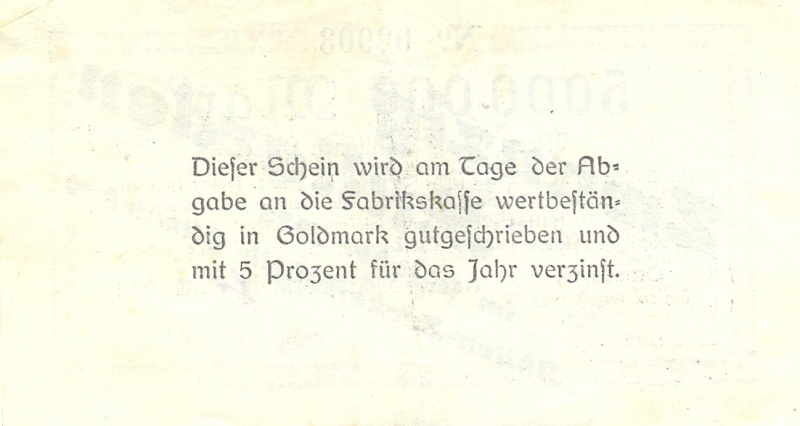 Dieſer Schein wird am Tage der Ab⸗
gabe an die Fabrikskaſſe wertbeſtän⸗
dig in Goldmark gutgeſchrieben und
mit 5 Prozent für das Jahr verzinſt.